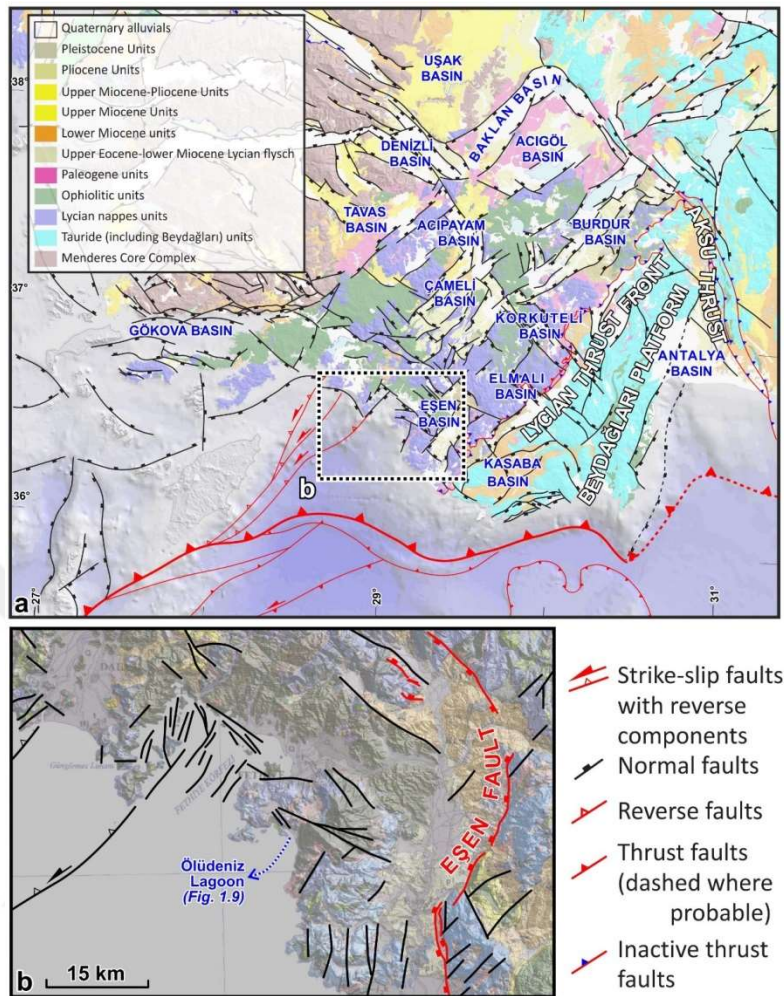 Quaternary alluvials
Pleistocene Units
Pliocene Units
Upper Miocene-Pliocene Units
Upper Miocene Units
Lower Miocene units
Upper Eocene-lower Miocene Lycian flysch
Paleogene units
Ophiolitic units
Lycian nappes units
Tauride (including Beydağları) units
Menderes Core Complex
38°
37°
36°
27°
29°
31°
UŞAK
BASIN
BAKLAN BASIN
DENİZLİ
BASIN
ACIGÖL
BASIN
TAVAS
BASIN
ACIPAYAM
BASIN
BURDUR
BASIN
AKSU THRUST
ÇAMELİ
BASIN
GÖKOVA BASIN
KORKUTELİ
BASIN
LYCIAN THRUST FRONT
BEYDAĞLARI PLATFORM
ANTALYA
BASIN
ELMALI
BASIN
EŞEN
BASIN
KASABA
BASIN
b
a
EŞEN FAULT
Ölüdeniz
Lagoon
(Fig. 1.9)
b
15 km
Strike-slip faults
with reverse
components
Normal faults
Reverse faults
Thrust faults
(dashed where
probable)
Inactive thrust
faults